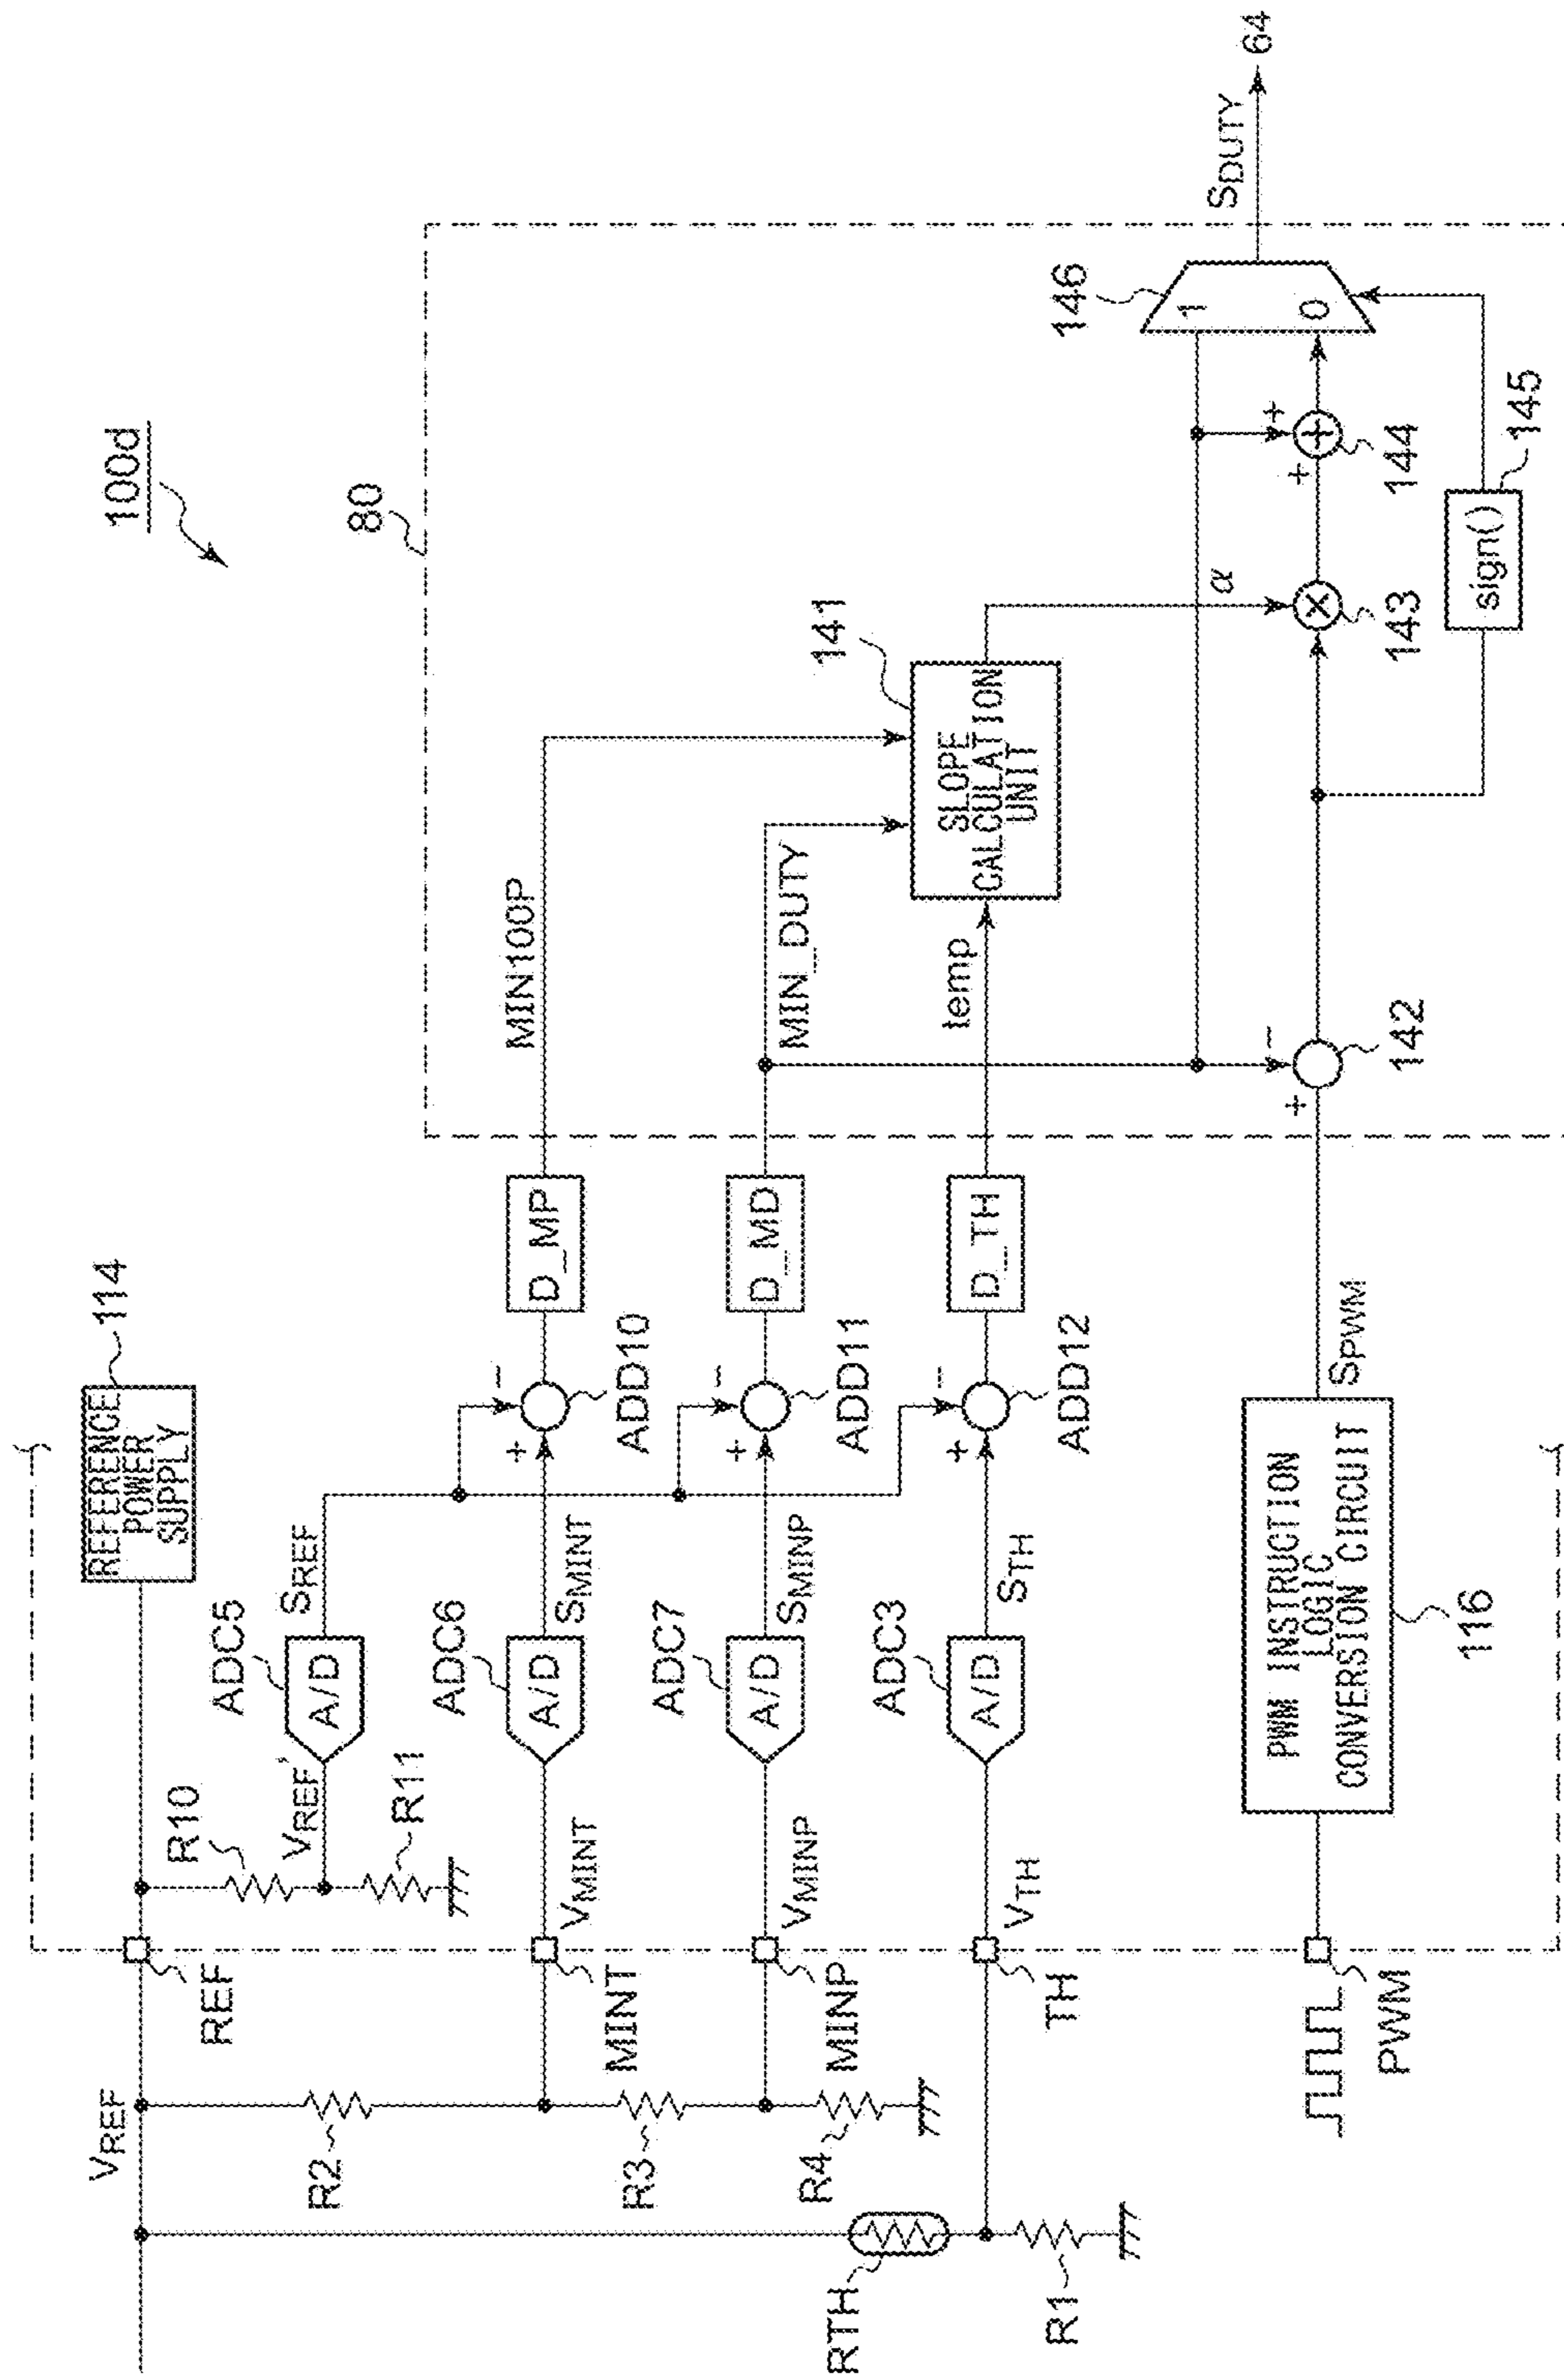 100d
REFERENCE
POWER
SUPPLY
114
VREF
REF
R10
VREF'
R11
ADC5
A/D
SREF
80
R2
MINT
VMINT
ADC6
A/D
SMINT
+
-
ADD10
D_MP
MIN100P
R3
MINP
VMINP
ADC7
A/D
SMINP
+
-
ADD11
D_MD
MIN_DUTY
R4
141
SLOPE
CALCULATION
UNIT
RTH
R1
TH
VTH
ADC3
A/D
STH
+
-
ADD12
D_TH
temp
α
146
1
0
SDUTY
64
PWM
PWM INSTRUCTION
LOGIC
CONVERSION CIRCUIT
116
SPWM
+
-
142
×
143
+
+
+
144
sign()
145